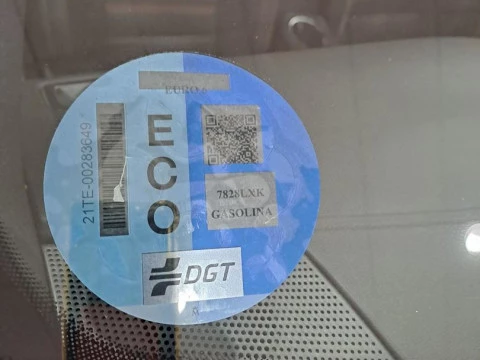 EURO 6
21TE-00283649
ECO
7828LXK
GASOLINA
DGT